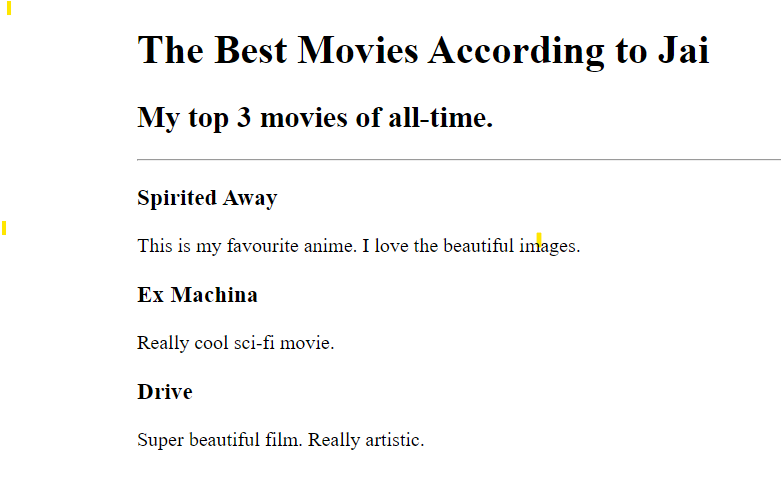 The Best Movies According to Jai
My top 3 movies of all-time.
Spirited Away
This is my favourite anime. I love the beautiful images.
Ex Machina
Really cool sci-fi movie.
Drive
Super beautiful film. Really artistic.